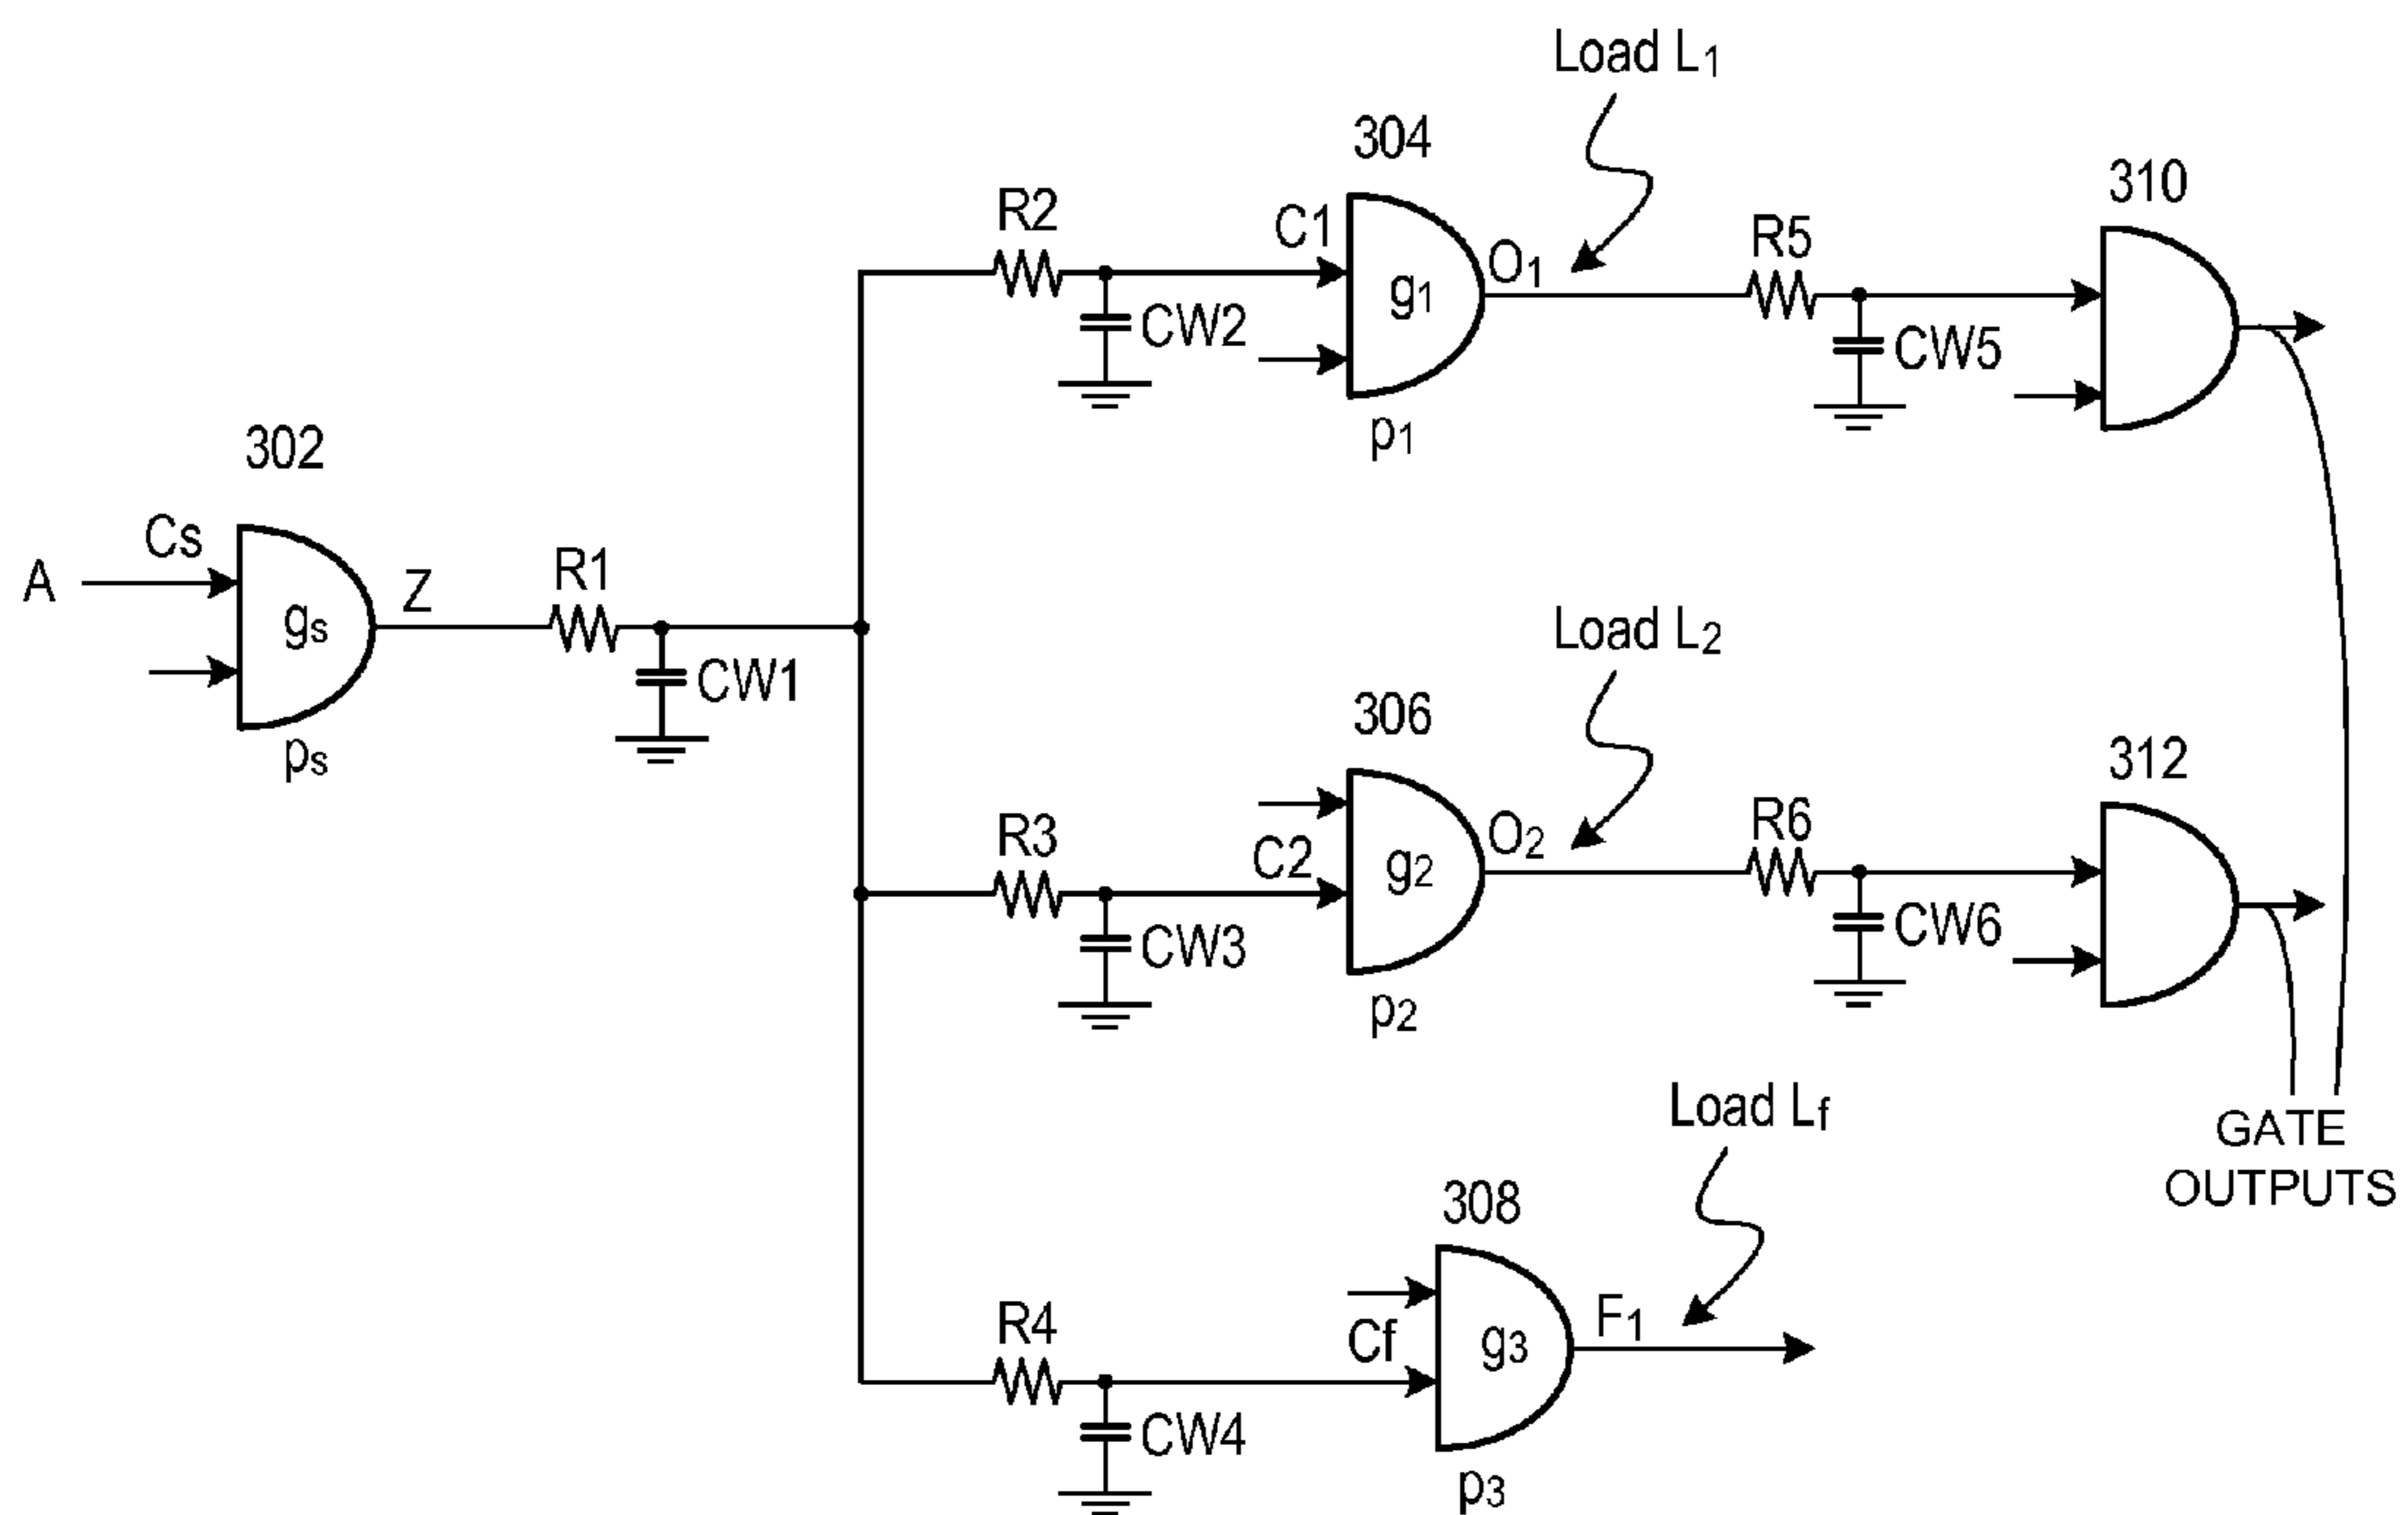 Load L₁
304
310
R2
C1
R5
g₁
O₁
CW2
CW5
p₁
302
Cs
A
gₛ
Z
R1
CW1
pₛ
Load L₂
306
312
R3
C2
R6
g₂
O₂
CW3
CW6
p₂
Load Lf
GATE
OUTPUTS
308
R4
Cf
g₃
F₁
CW4
p₃